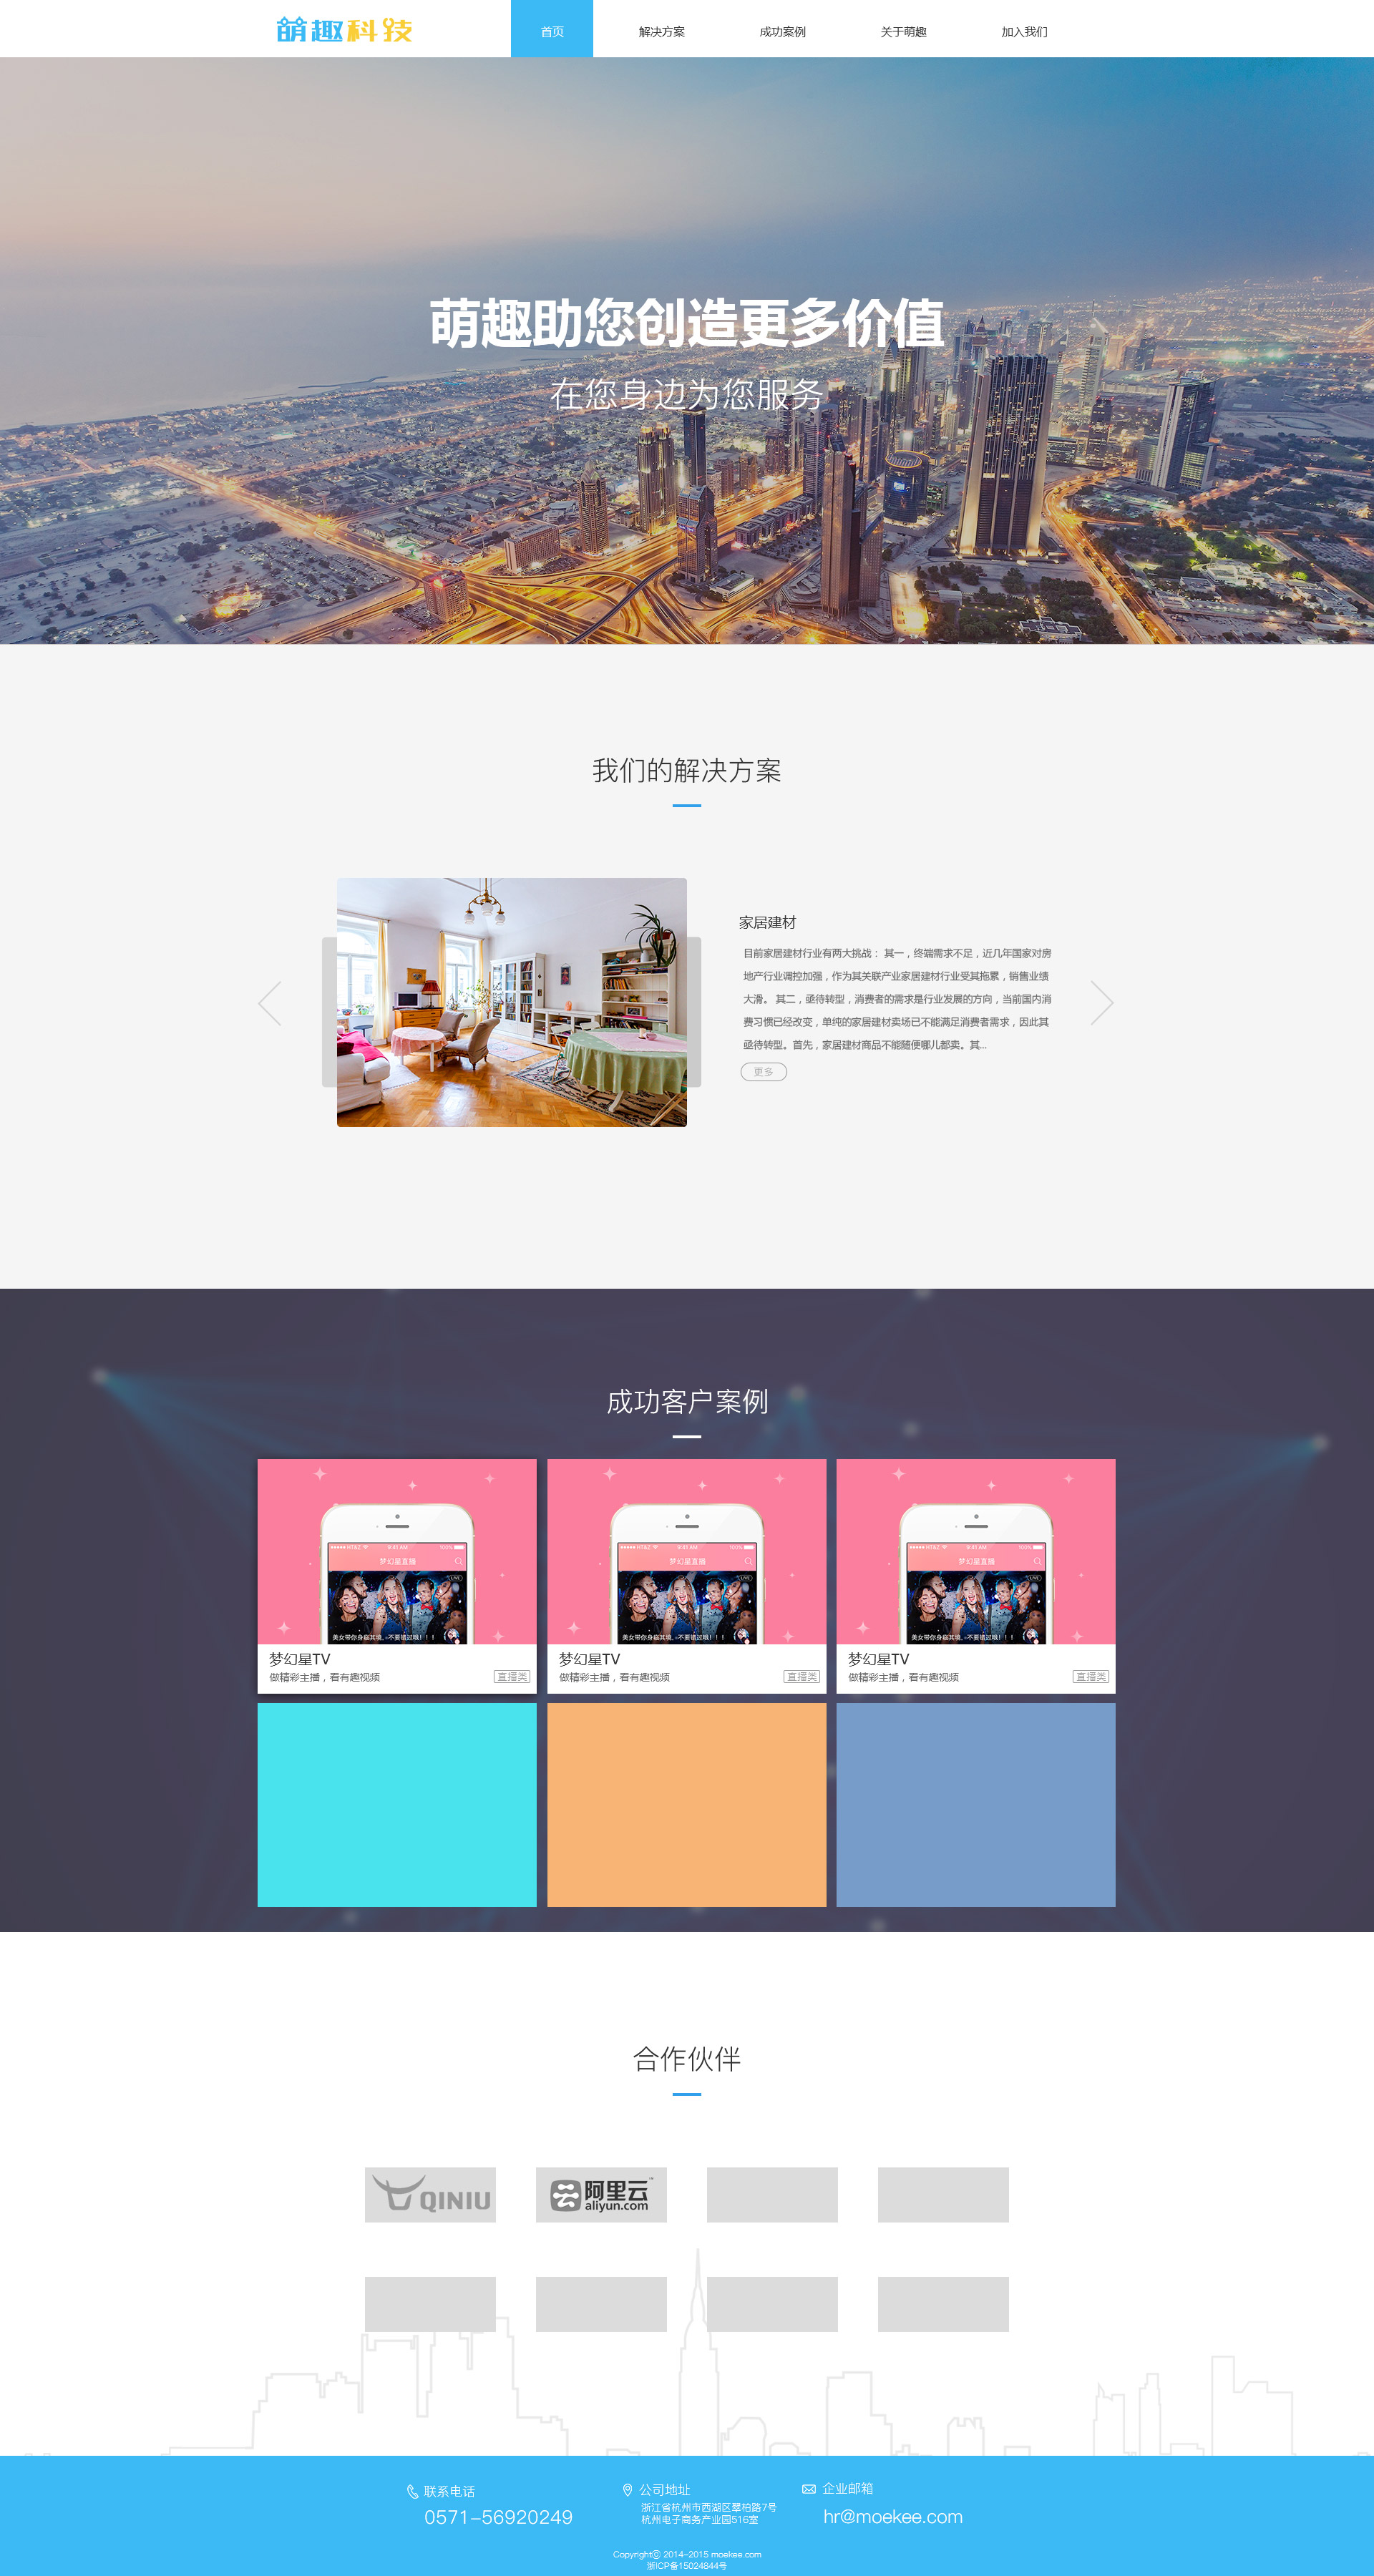 萌趣科技
首页
解决方案
成功案例
关于萌趣
加入我们
萌趣助您创造更多价值
在您身边为您服务
我们的解决方案
家居建材
目前家居建材行业有两大挑战： 其一，终端需求不足，近几年国家对房
地产行业调控加强，作为其关联产业家居建材行业受其拖累，销售业绩
大滑。 其二，亟待转型，消费者的需求是行业发展的方向，当前国内消
费习惯已经改变，单纯的家居建材卖场已不能满足消费者需求，因此其
亟待转型。首先，家居建材商品不能随便哪儿都卖。其...
更多
成功客户案例
HT&Z 9:41 AM 100%
梦幻星直播
LIVE
美女带你身临其境，不要错过哦！！！
梦幻星TV
做精彩主播，看有趣视频
直播类
HT&Z 9:41 AM 100%
梦幻星直播
LIVE
美女带你身临其境，不要错过哦！！！
梦幻星TV
做精彩主播，看有趣视频
直播类
HT&Z 9:41 AM 100%
梦幻星直播
LIVE
美女带你身临其境，不要错过哦！！！
梦幻星TV
做精彩主播，看有趣视频
直播类
合作伙伴
QINIU
阿里云
aliyun.com
联系电话
0571-56920249
公司地址
浙江省杭州市西湖区翠柏路7号
杭州电子商务产业园516室
企业邮箱
hr@moekee.com
Copyright© 2014-2015 moekee.com
浙ICP备15024844号